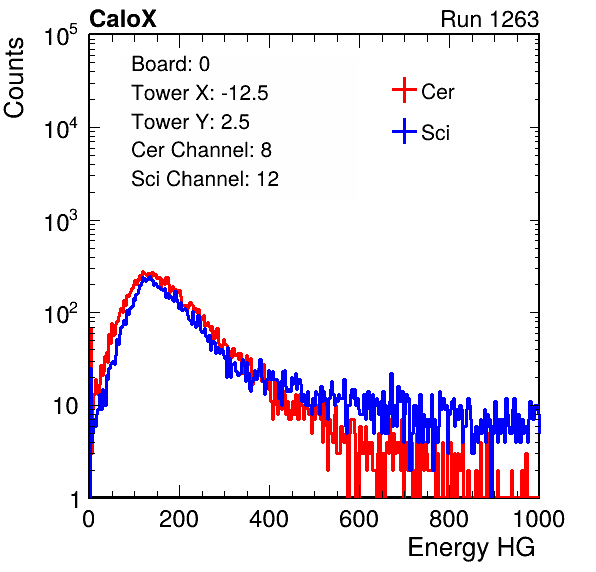 CaloX Run 1263
Counts
10^5
10^4
10^3
10^2
10
1
Board: 0
Tower X: -12.5
Tower Y: 2.5
Cer Channel: 8
Sci Channel: 12
Cer
Sci
0 200 400 600 800 1000
Energy HG